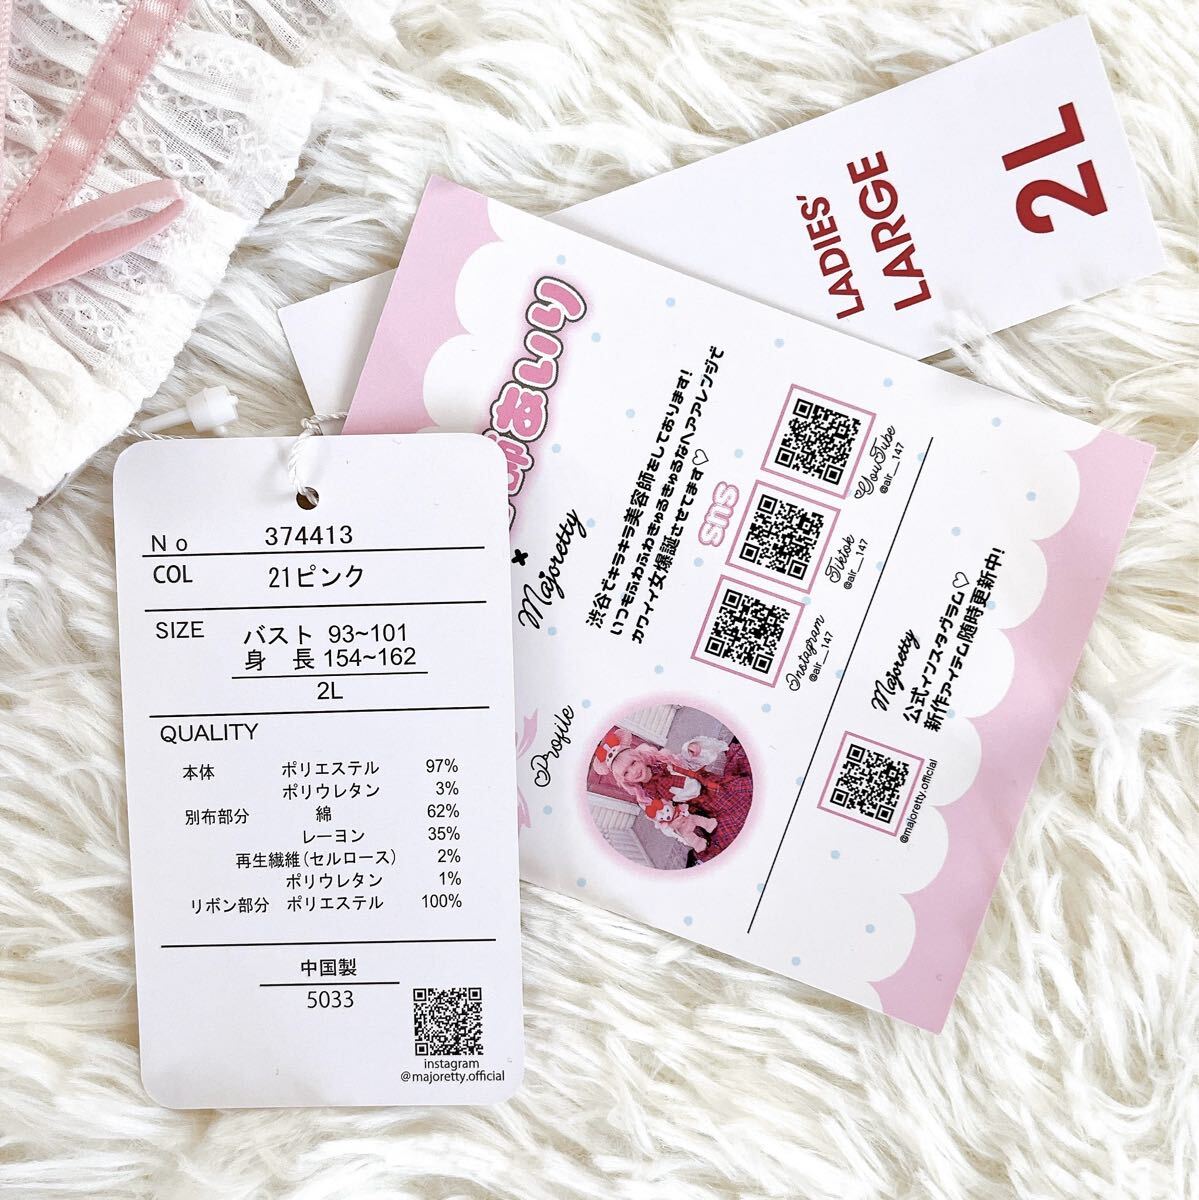 No 374413
COL 21ピンク
SIZE バスト 93~101
身 長 154~162
2L
QUALITY
本体 ポリエステル 97%
ポリウレタン 3%
別布部分 綿 62%
レーヨン 35%
再生繊維(セルロース) 2%
ポリウレタン 1%
リボン部分 ポリエステル 100%
中国製
5033
instagram
@majoretty.official
あいり
×
Majoretty
渋谷でキラキラ美容師をしております!
いつもふわふわきゅるきゅるなヘアアレンジで
カワイイ女爆誕させてます♡
sns
YouTube
@air__147
Tiktok
@air__147
Instagram
@air__147
Profile
Majoretty
公式インスタグラム♡
新作アイテム随時更新中!
@majoretty.official
LADIES'
LARGE
2L